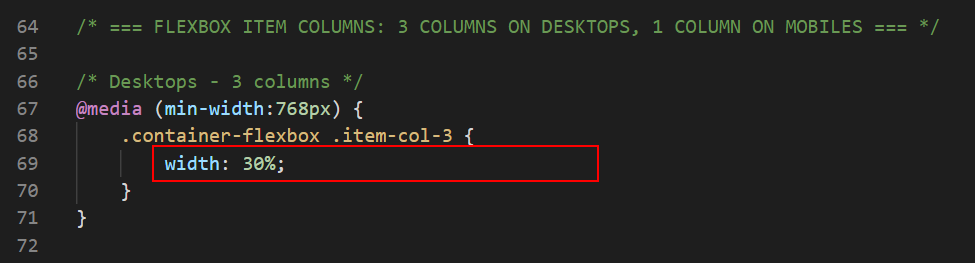 64 /* === FLEXBOX ITEM COLUMNS: 3 COLUMNS ON DESKTOPS, 1 COLUMN ON MOBILES === */
65
66 /* Desktops - 3 columns */
67 @media (min-width:768px) {
68 .container-flexbox .item-col-3 {
69 width: 30%;
70 }
71 }
72